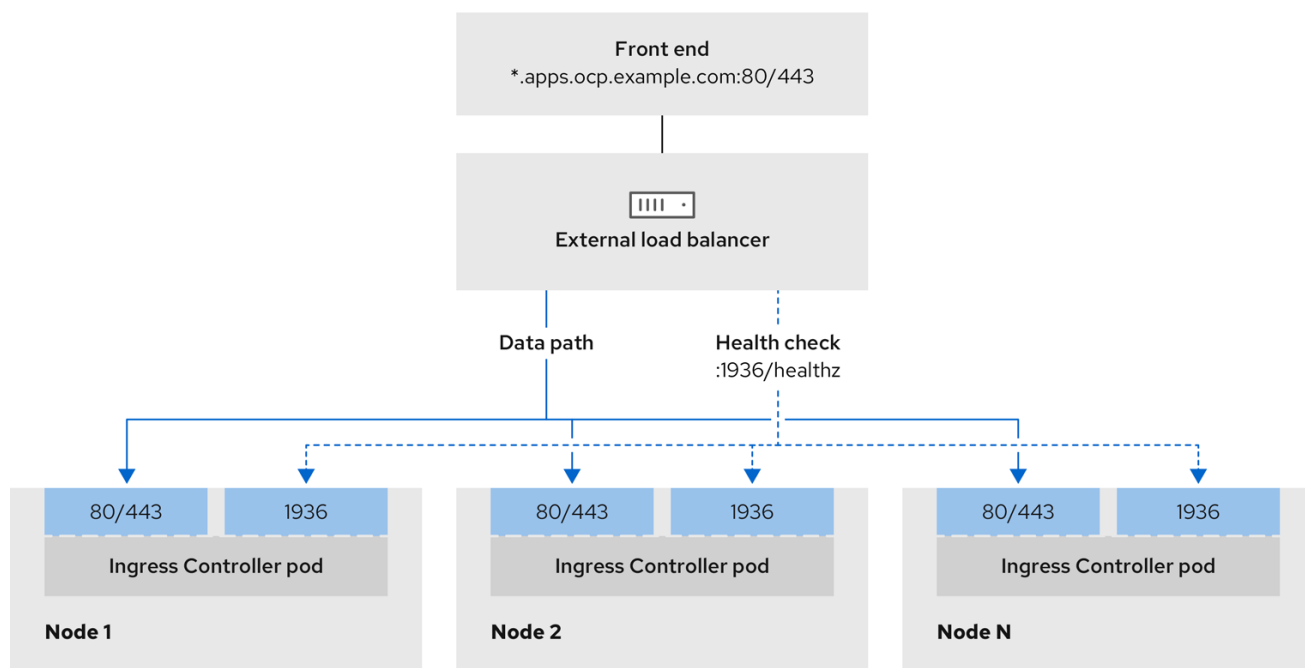 Front end
*.apps.ocp.example.com:80/443
External load balancer
Data path
Health check
:1936/healthz
80/443
1936
80/443
1936
80/443
1936
Ingress Controller pod
Ingress Controller pod
Ingress Controller pod
Node 1
Node 2
Node N